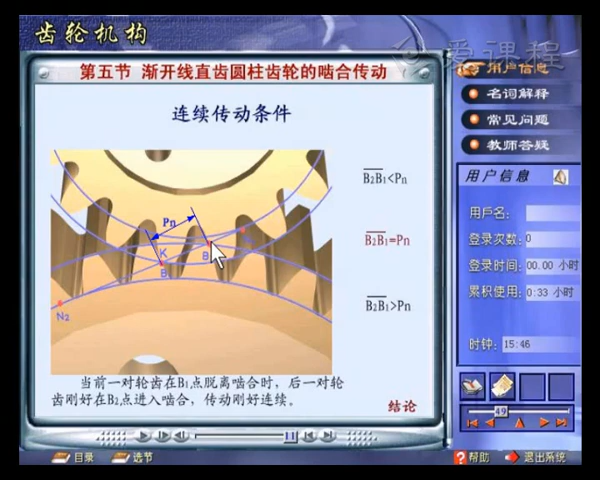 齿轮机构
爱课程
第五节 渐开线直齿圆柱齿轮的啮合传动
用户信息
名词解释
常见问题
教师答疑
连续传动条件
用户信息
用戶名:
登录次数: 0
登录时间: 00.00 小时
累积使用: 0:33 小时
时钟: 15:46
B2B1<Pn
B2B1=Pn
B2B1>Pn
Pn
K
B
B
N2
当前一对轮齿在B1点脱离啮合时，后一对轮
齿刚好在B2点进入啮合，传动刚好连续。
结论
49
目录
选节
帮助
退出系统